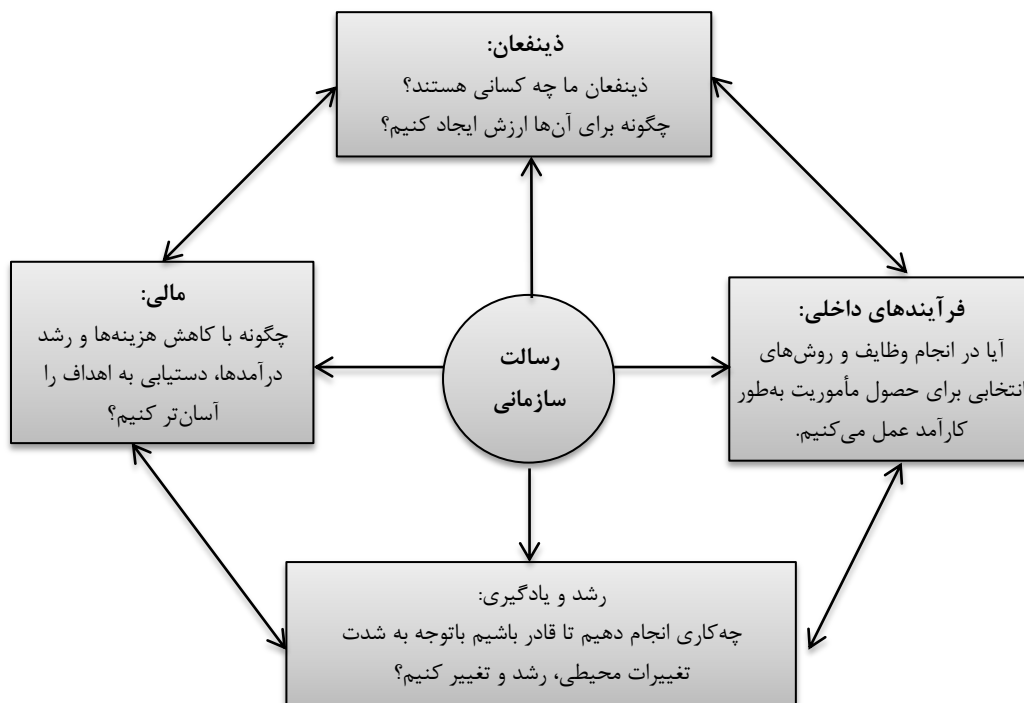 ذینفعان:
ذینفعان ما چه کسانی هستند؟
چگونه برای آن‌ها ارزش ایجاد کنیم؟
فرآیندهای داخلی:
آیا در انجام وظایف و روش‌های
انتخابی برای حصول مأموریت به‌طور
کارآمد عمل می‌کنیم.
رسالت
سازمانی
مالی:
چگونه با کاهش هزینه‌ها و رشد
درآمدها، دستیابی به اهداف را
آسان‌تر کنیم؟
رشد و یادگیری:
چه‌کاری انجام دهیم تا قادر باشیم باتوجه به شدت
تغییرات محیطی، رشد و تغییر کنیم؟